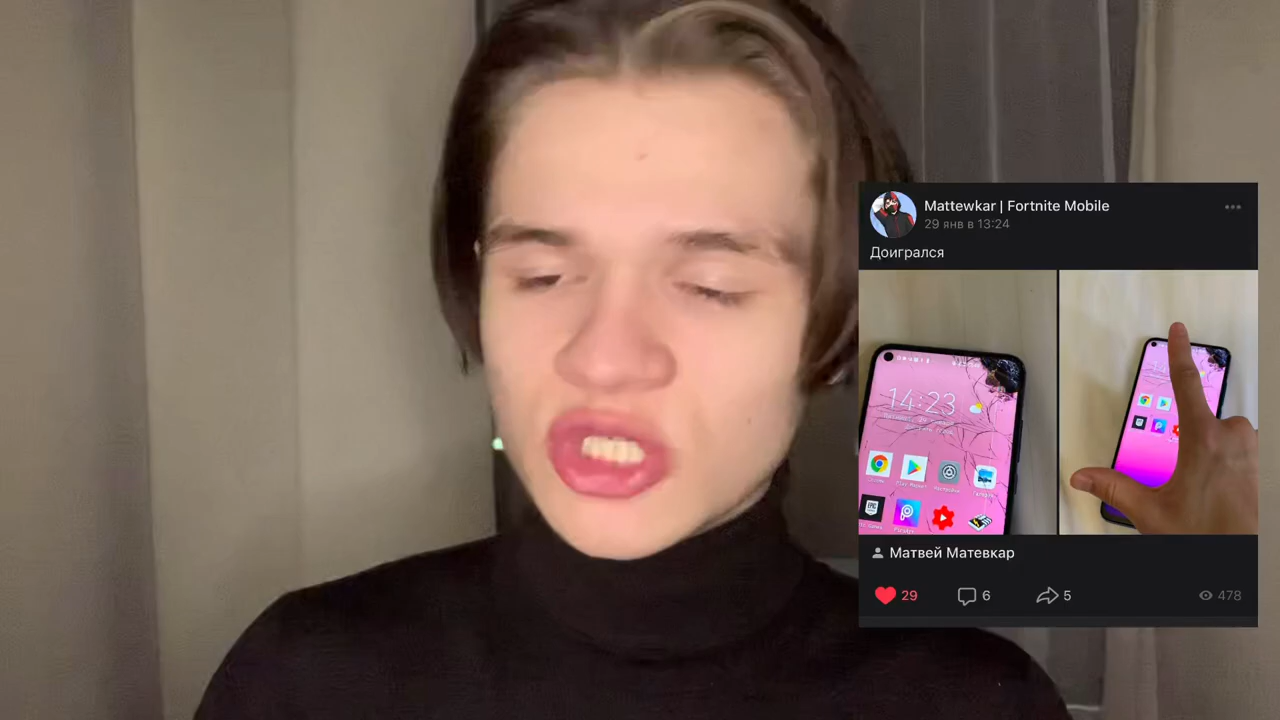 Mattewkar | Fortnite Mobile
29 янв в 13:24
Доигрался
14:23
Матвей Матевкар
29
6
5
478